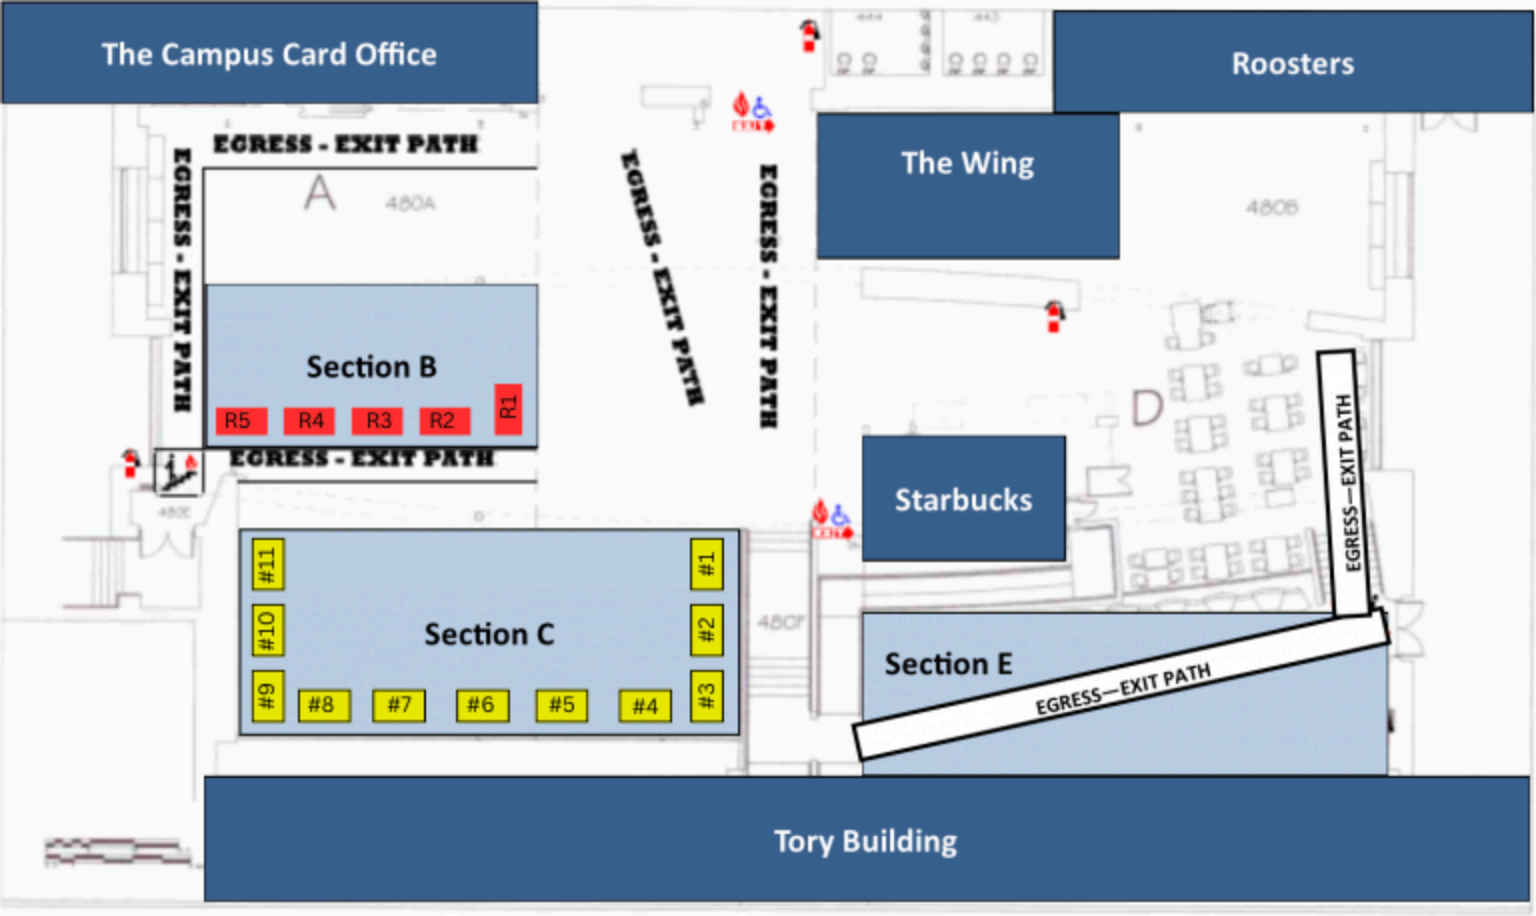 The Campus Card Office
Roosters
EGRESS - EXIT PATH
The Wing
EGRESS - EXIT PATH
A
480A
EGRESS - EXIT PATH
EGRESS - EXIT PATH
480B
Section B
R5
R4
R3
R2
R1
D
EGRESS—EXIT PATH
EGRESS - EXIT PATH
Starbucks
#11
#1
#10
Section C
#2
480F
#9
#8
#7
#6
#5
#4
#3
Section E
EGRESS—EXIT PATH
Tory Building